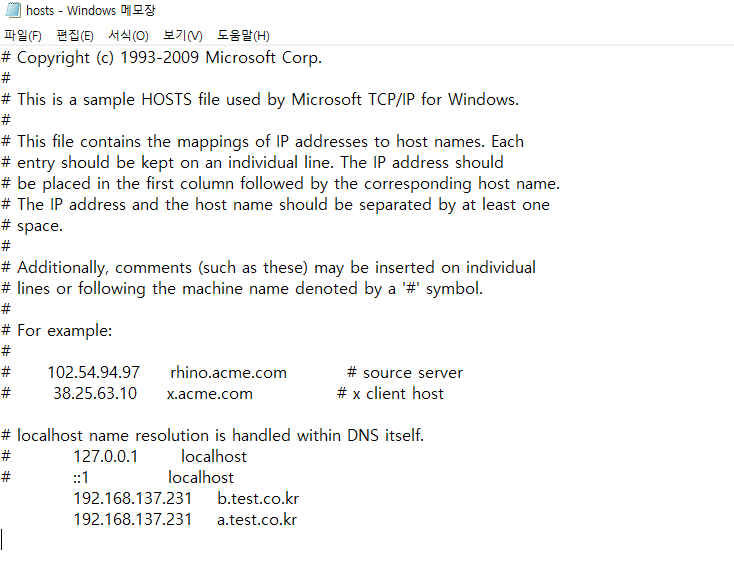 hosts - Windows 메모장
파일(F) 편집(E) 서식(O) 보기(V) 도움말(H)
# Copyright (c) 1993-2009 Microsoft Corp.
#
# This is a sample HOSTS file used by Microsoft TCP/IP for Windows.
#
# This file contains the mappings of IP addresses to host names. Each
# entry should be kept on an individual line. The IP address should
# be placed in the first column followed by the corresponding host name.
# The IP address and the host name should be separated by at least one
# space.
#
# Additionally, comments (such as these) may be inserted on individual
# lines or following the machine name denoted by a '#' symbol.
#
# For example:
#
# 102.54.94.97 rhino.acme.com # source server
# 38.25.63.10 x.acme.com # x client host

# localhost name resolution is handled within DNS itself.
# 127.0.0.1 localhost
# ::1 localhost
192.168.137.231 b.test.co.kr
192.168.137.231 a.test.co.kr